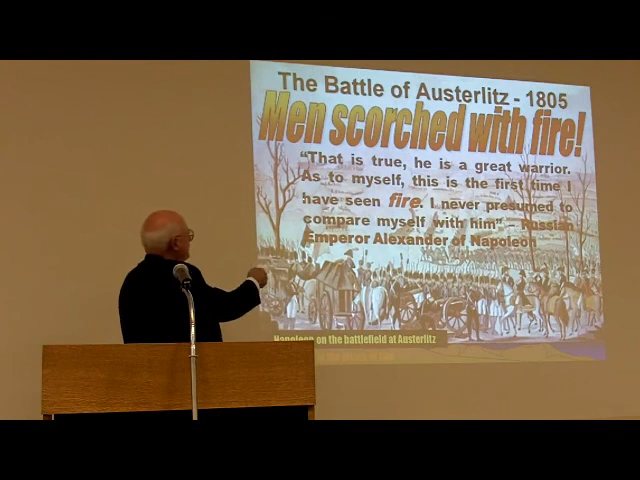 The Battle of Austerlitz - 1805
Men scorched with fire!
“That is true, he is a great warrior.
As to myself, this is the first time I
have seen fire. I never presumed to
compare myself with him” - Russian
Emperor Alexander of Napoleon
Napoleon on the battlefield at Austerlitz